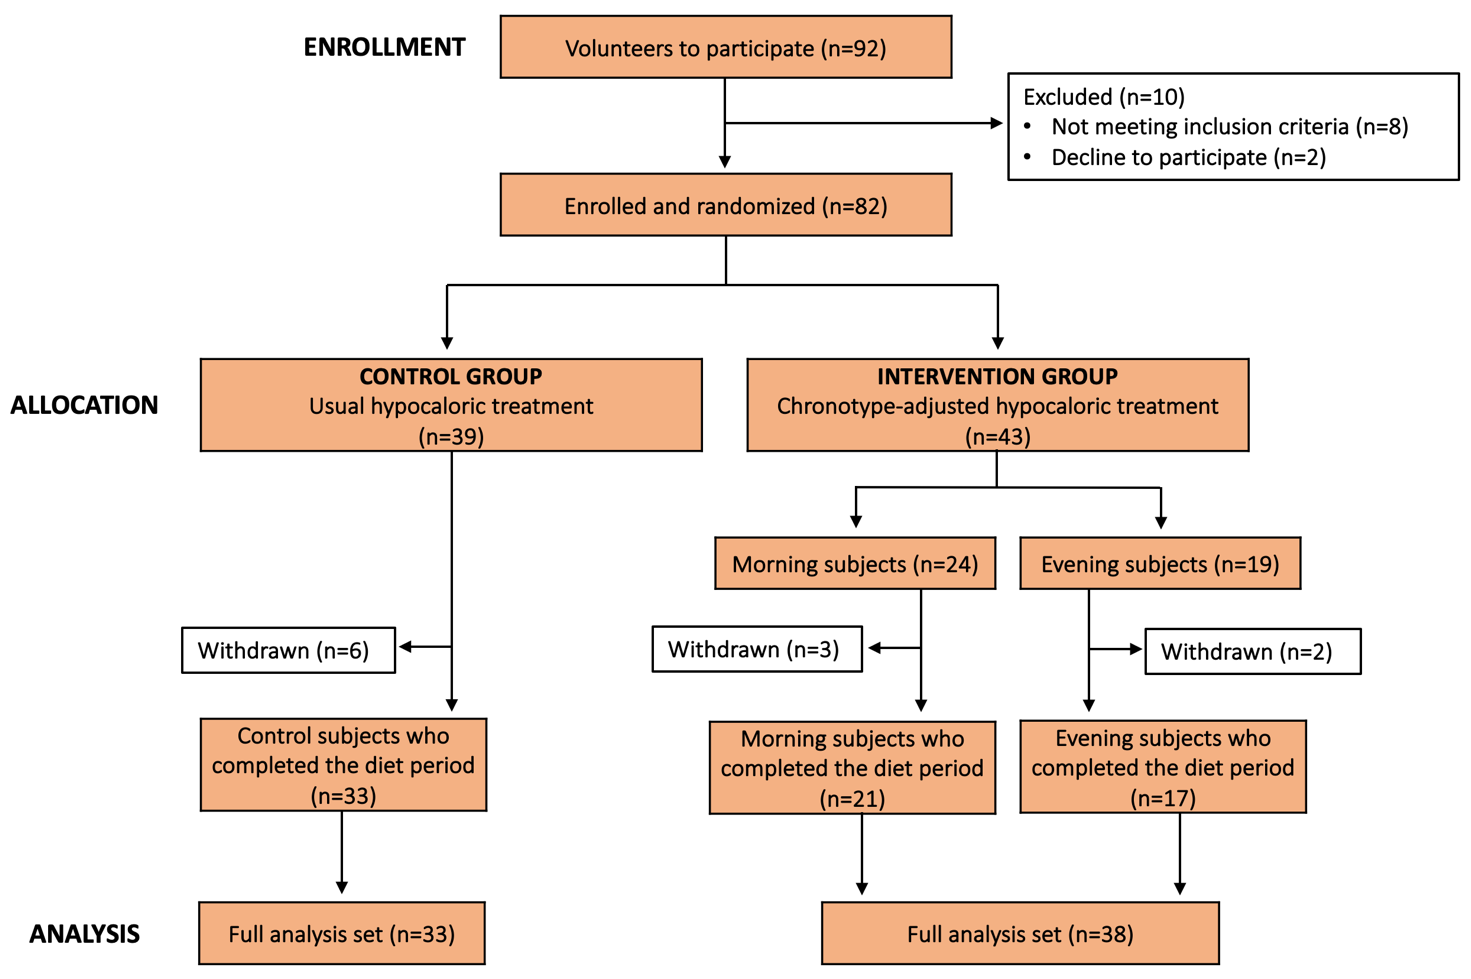 ENROLLMENT
Volunteers to participate (n=92)
Excluded (n=10)
• Not meeting inclusion criteria (n=8)
• Decline to participate (n=2)
Enrolled and randomized (n=82)
ALLOCATION
CONTROL GROUP
Usual hypocaloric treatment
(n=39)
INTERVENTION GROUP
Chronotype-adjusted hypocaloric treatment
(n=43)
Morning subjects (n=24)
Evening subjects (n=19)
Withdrawn (n=6)
Withdrawn (n=3)
Withdrawn (n=2)
Control subjects who
completed the diet period
(n=33)
Morning subjects who
completed the diet period
(n=21)
Evening subjects who
completed the diet period
(n=17)
ANALYSIS
Full analysis set (n=33)
Full analysis set (n=38)